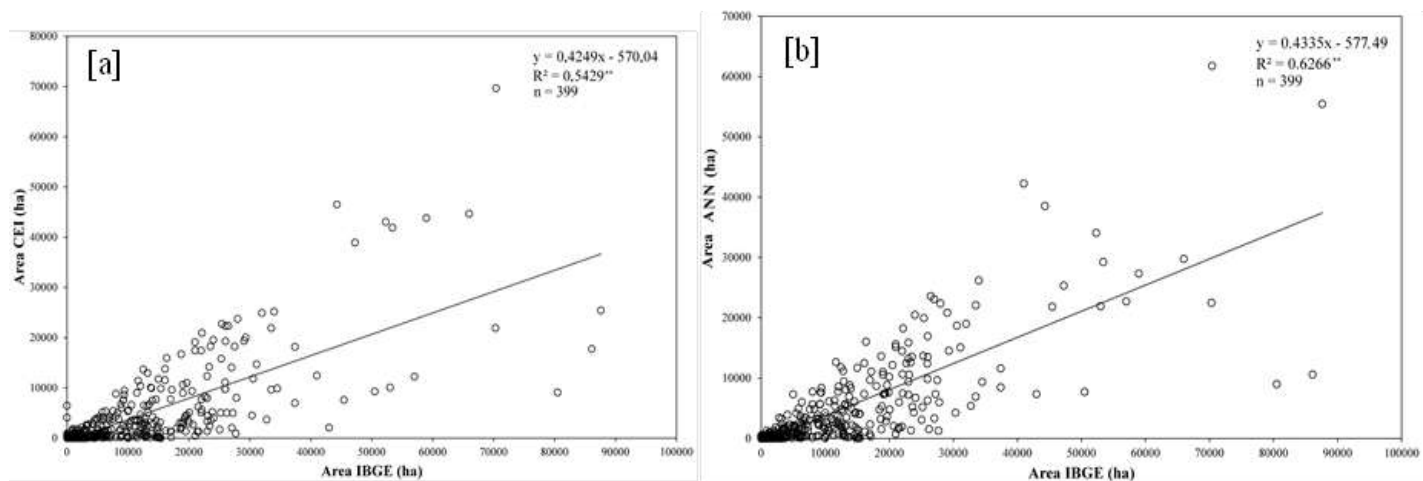 [a]
y = 0,4249x - 570,04
R² = 0,5429**
n = 399
Area CEI (ha)
80000
70000
60000
50000
40000
30000
20000
10000
0
0 10000 20000 30000 40000 50000 60000 70000 80000 90000 100000
Area IBGE (ha)
[b]
y = 0.4335x - 577.49
R² = 0.6266**
n = 399
Area ANN (ha)
70000
60000
50000
40000
30000
20000
10000
0
0 10000 20000 30000 40000 50000 60000 70000 80000 90000 100000
Area IBGE (ha)